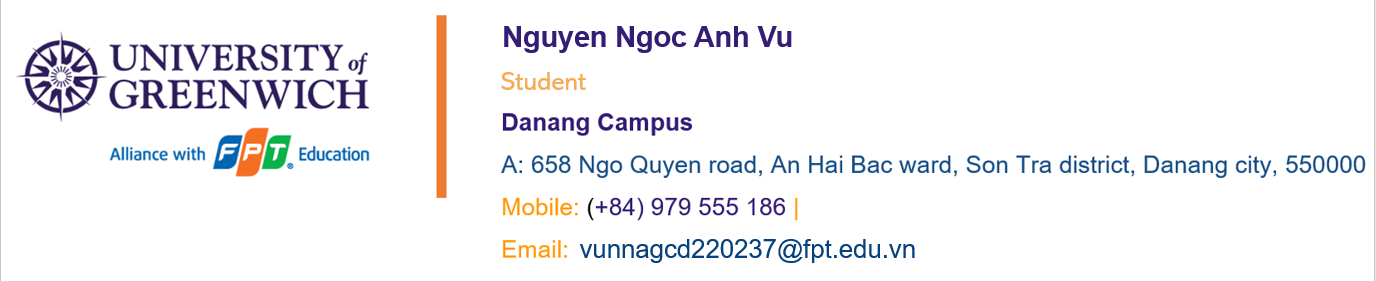 UNIVERSITY of
GREENWICH
Alliance with FPT Education
Nguyen Ngoc Anh Vu
Student
Danang Campus
A: 658 Ngo Quyen road, An Hai Bac ward, Son Tra district, Danang city, 550000
Mobile: (+84) 979 555 186 |
Email: vunnagcd220237@fpt.edu.vn